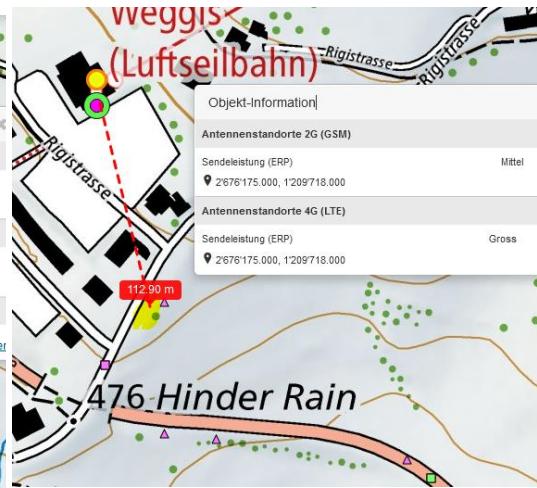 Weggis
(Luftseilbahn)
Rigistrasse
Rigistrasse
Rigistrasse
Objekt-Information
Antennenstandorte 2G (GSM)
Sendeleistung (ERP) Mittel
2'676'175.000, 1'209'718.000
Antennenstandorte 4G (LTE)
Sendeleistung (ERP) Gross
2'676'175.000, 1'209'718.000
112.90 m
476 Hinder Rain